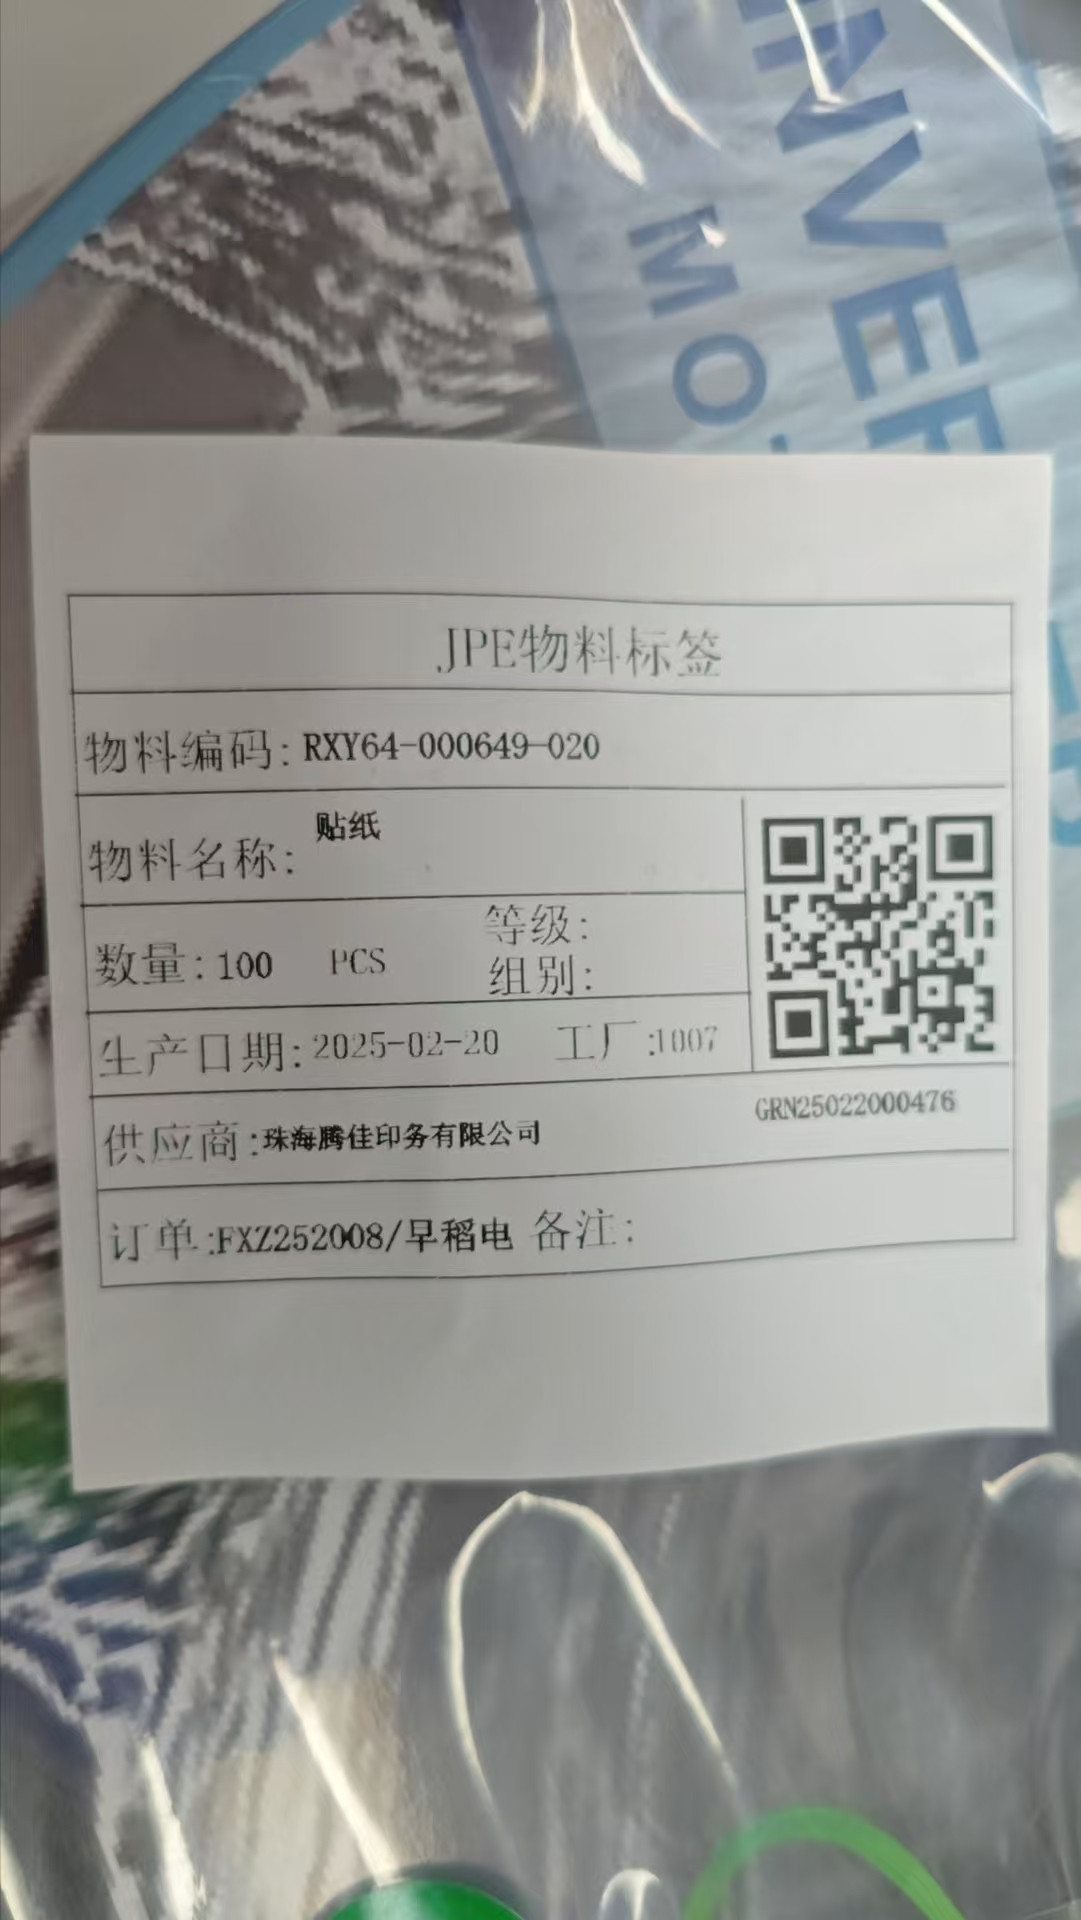 INVER
MO
JPE物料标签
物料编码: RXY64-000649-020
物料名称: 贴纸
数量: 100 PCS
等级:
组别:
生产日期: 2025-02-20 工厂:1007
GRN25022000476
供应商:珠海腾佳印务有限公司
订单:FXZ252008/早稻电 备注: